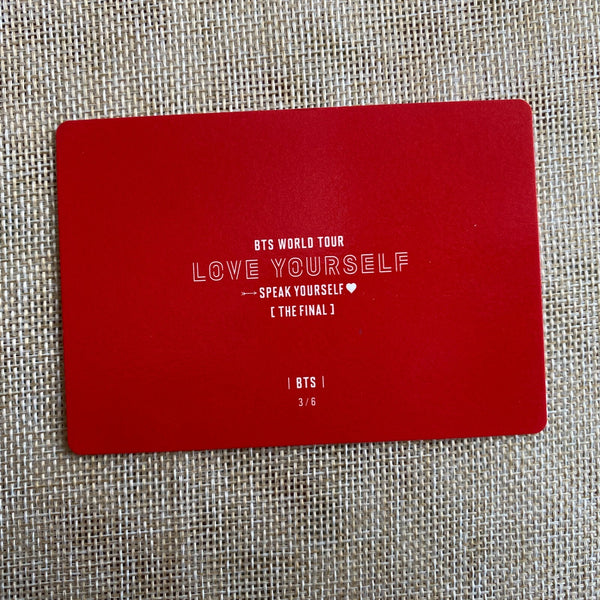 BTS WORLD TOUR
LOVE YOURSELF
SPEAK YOURSELF
[ THE FINAL ]
| BTS |
3 / 6